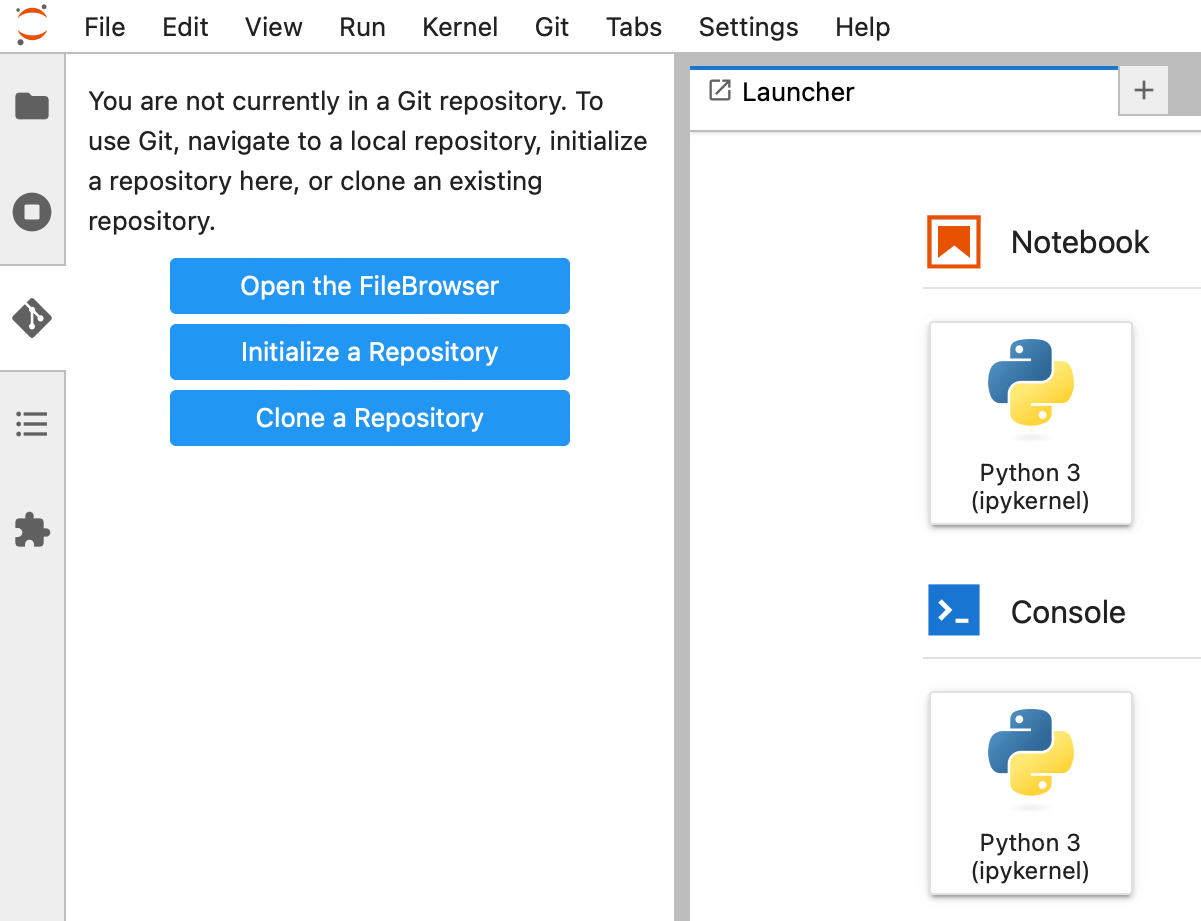 File Edit View Run Kernel Git Tabs Settings Help
You are not currently in a Git repository. To
use Git, navigate to a local repository, initialize
a repository here, or clone an existing
repository.
Open the FileBrowser
Initialize a Repository
Clone a Repository
Launcher
Notebook
Python 3
(ipykernel)
Console
Python 3
(ipykernel)